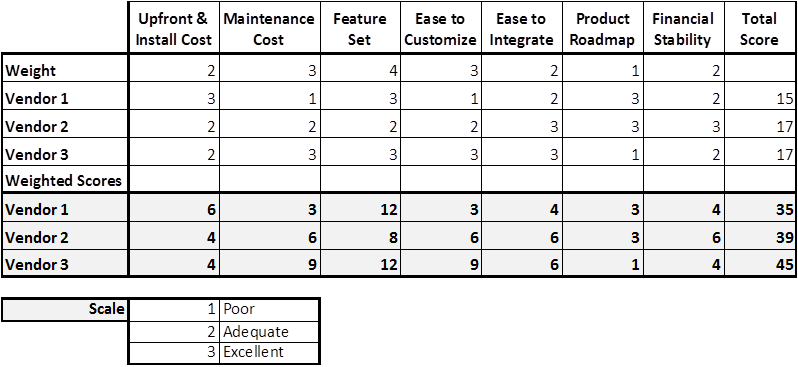 Upfront & Maintenance Feature Ease to Ease to Product Financial Total
Install Cost Cost Set Customize Integrate Roadmap Stability Score
Weight 2 3 4 3 2 1 2
Vendor 1 3 1 3 1 2 3 2 15
Vendor 2 2 2 2 2 3 3 3 17
Vendor 3 2 3 3 3 3 1 2 17
Weighted Scores
Vendor 1 6 3 12 3 4 3 4 35
Vendor 2 4 6 8 6 6 3 6 39
Vendor 3 4 9 12 9 6 1 4 45
Scale 1 Poor
2 Adequate
3 Excellent